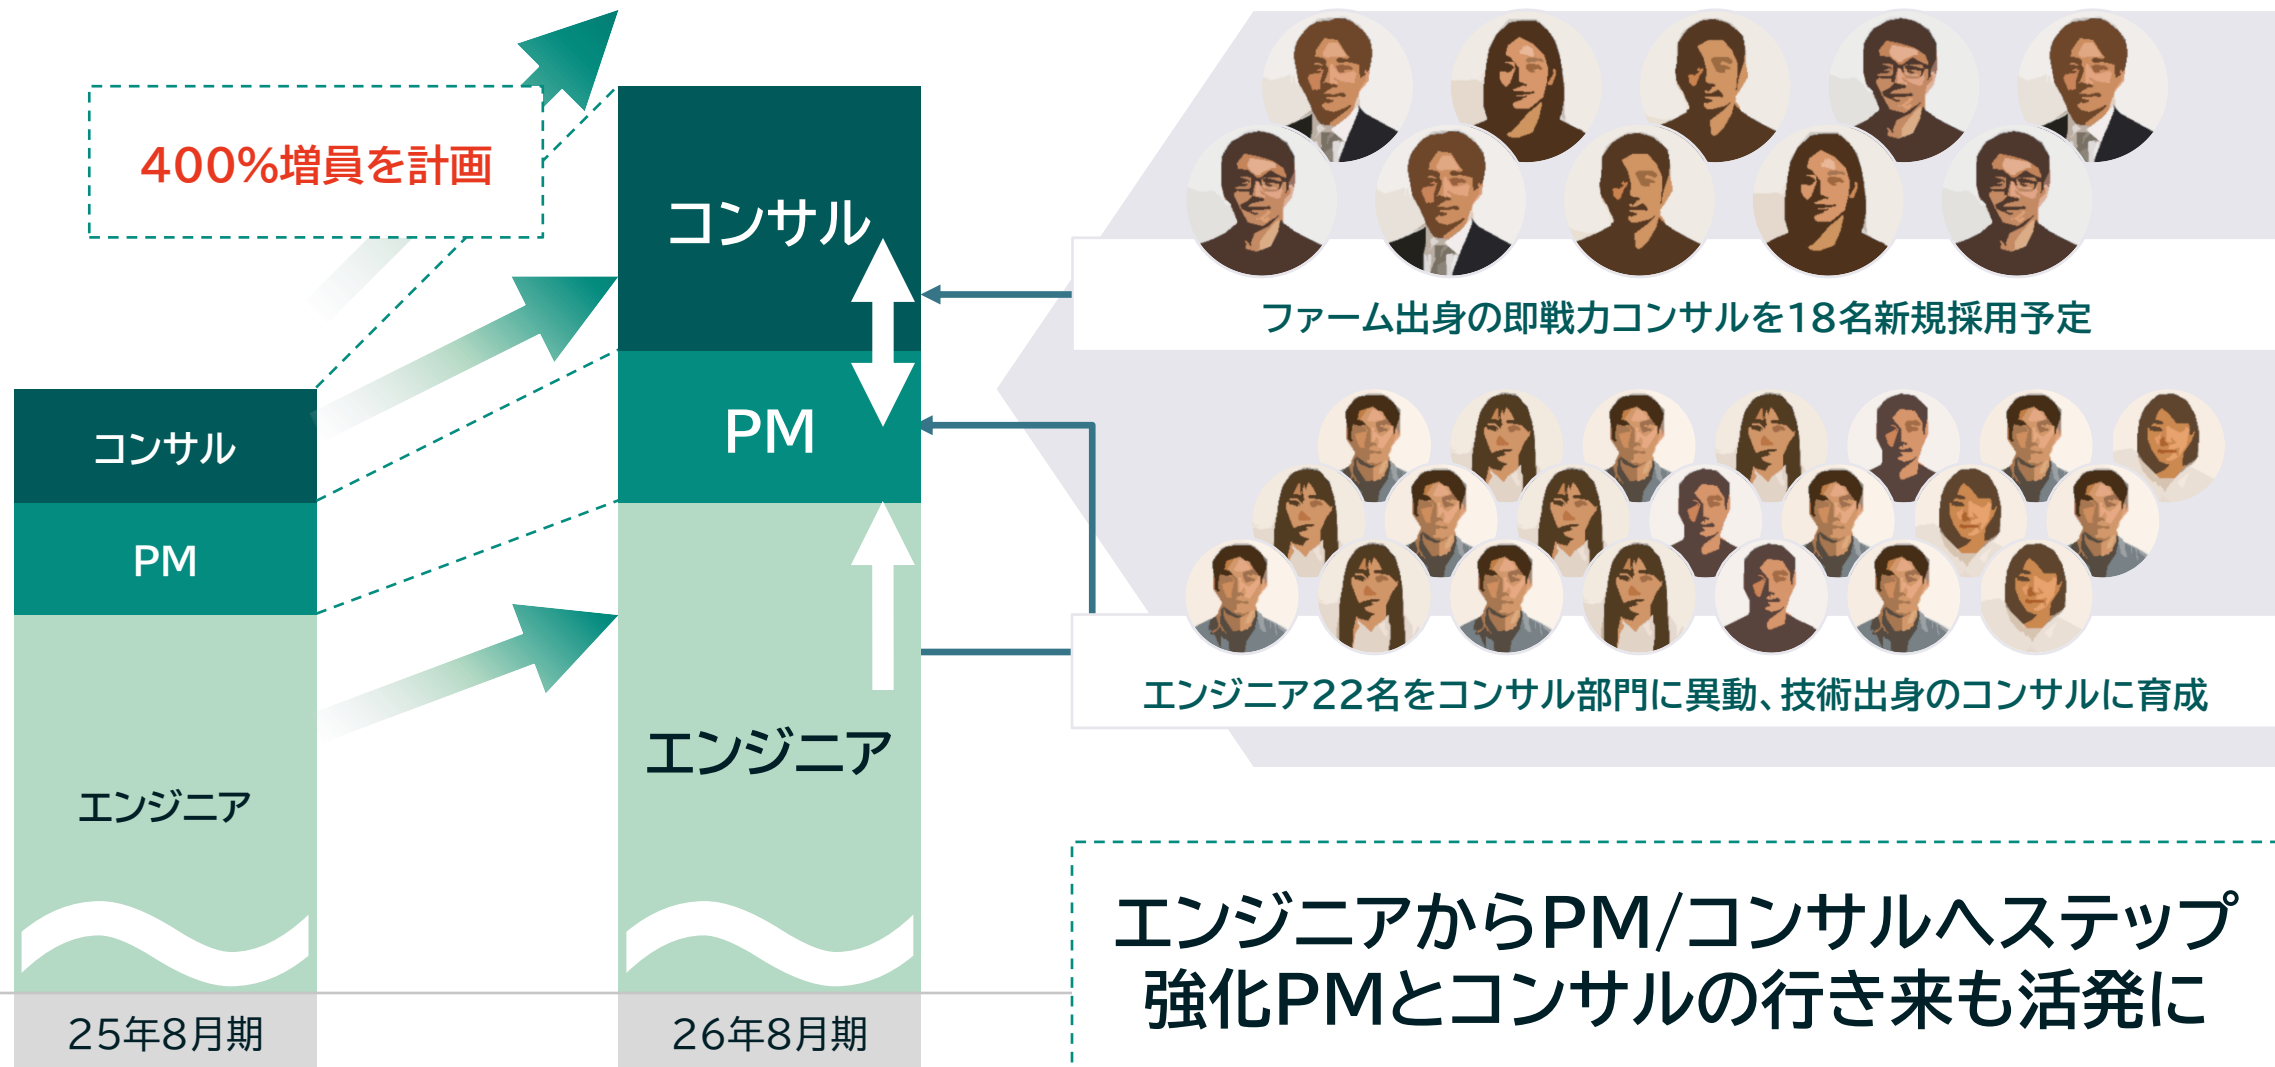 400%増員を計画
コンサル
PM
エンジニア
25年8月期
コンサル
PM
エンジニア
26年8月期
ファーム出身の即戦力コンサルを18名新規採用予定
エンジニア22名をコンサル部門に異動、技術出身のコンサルに育成
エンジニアからPM/コンサルへステップ
強化PMとコンサルの行き来も活発に